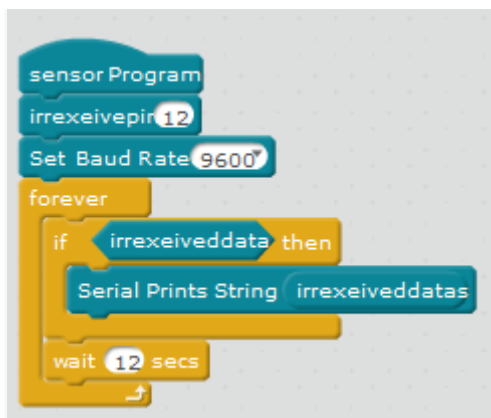 sensor Program
irrexeivepin 12
Set Baud Rate 9600
forever
if irrexeiveddata then
Serial Prints String irrexeiveddatas
wait 12 secs